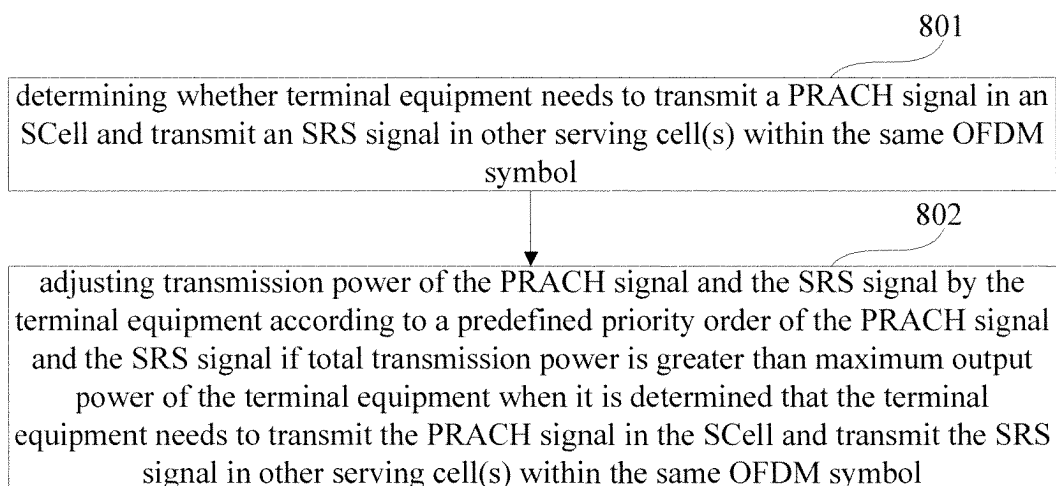 801
determining whether terminal equipment needs to transmit a PRACH signal in an
SCell and transmit an SRS signal in other serving cell(s) within the same OFDM
symbol
802
adjusting transmission power of the PRACH signal and the SRS signal by the
terminal equipment according to a predefined priority order of the PRACH signal
and the SRS signal if total transmission power is greater than maximum output
power of the terminal equipment when it is determined that the terminal
equipment needs to transmit the PRACH signal in the SCell and transmit the SRS
signal in other serving cell(s) within the same OFDM symbol